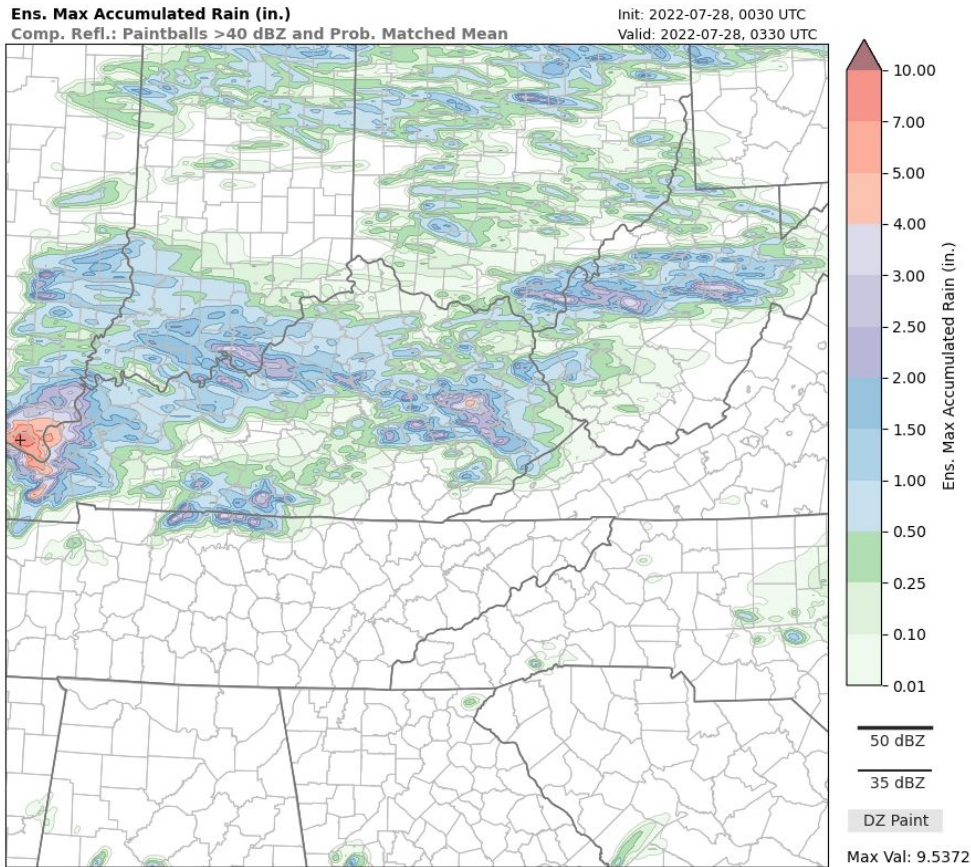 Ens. Max Accumulated Rain (in.)
Comp. Refl.: Paintballs >40 dBZ and Prob. Matched Mean
Init: 2022-07-28, 0030 UTC
Valid: 2022-07-28, 0330 UTC
10.00
7.00
5.00
4.00
3.00
2.50
2.00
1.50
1.00
0.50
0.25
0.10
0.01
Ens. Max Accumulated Rain (in.)
50 dBZ
35 dBZ
DZ Paint
Max Val: 9.5372